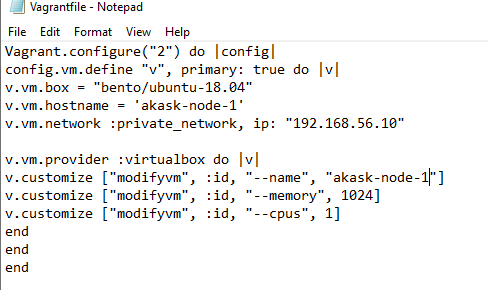 Vagrantfile - Notepad
File Edit Format View Help
Vagrant.configure("2") do |config|
config.vm.define "v", primary: true do |v|
v.vm.box = "bento/ubuntu-18.04"
v.vm.hostname = 'akask-node-1'
v.vm.network :private_network, ip: "192.168.56.10"

v.vm.provider :virtualbox do |v|
v.customize ["modifyvm", :id, "--name", "akask-node-1"]
v.customize ["modifyvm", :id, "--memory", 1024]
v.customize ["modifyvm", :id, "--cpus", 1]
end
end
end